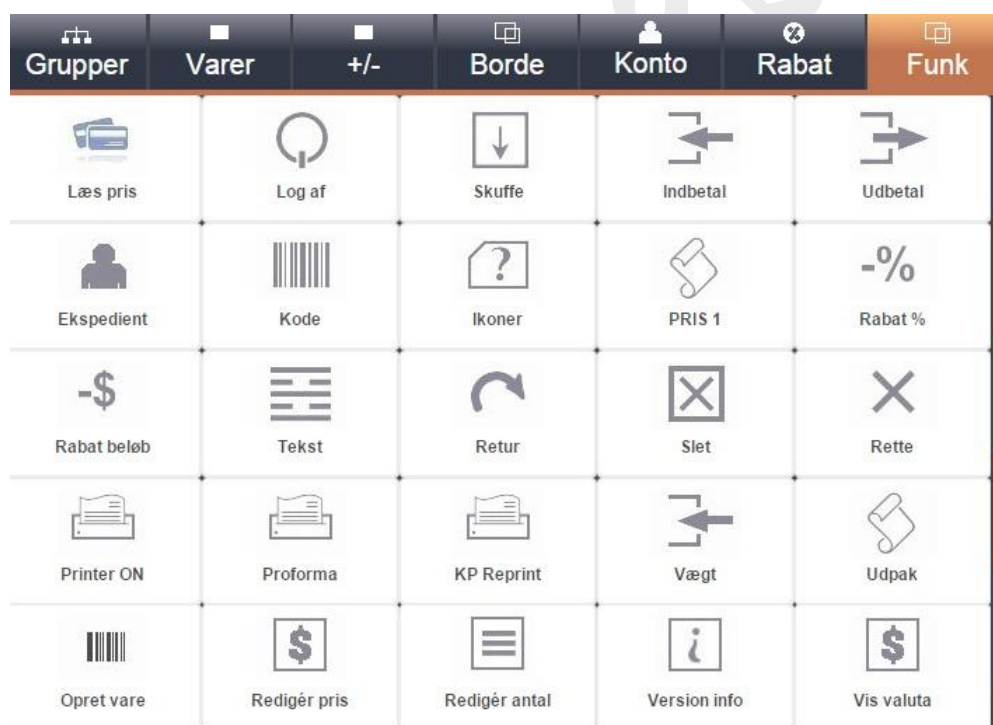 Grupper Varer +/- Borde Konto Rabat Funk
Læs pris Log af Skuffe Indbetal Udbetal
-%
Ekspedient Kode Ikoner PRIS 1 Rabat %
-$
Rabat beløb Tekst Retur Slet Rette
Printer ON Proforma KP Reprint Vægt Udpak
Opret vare Redigér pris Redigér antal Version info Vis valuta